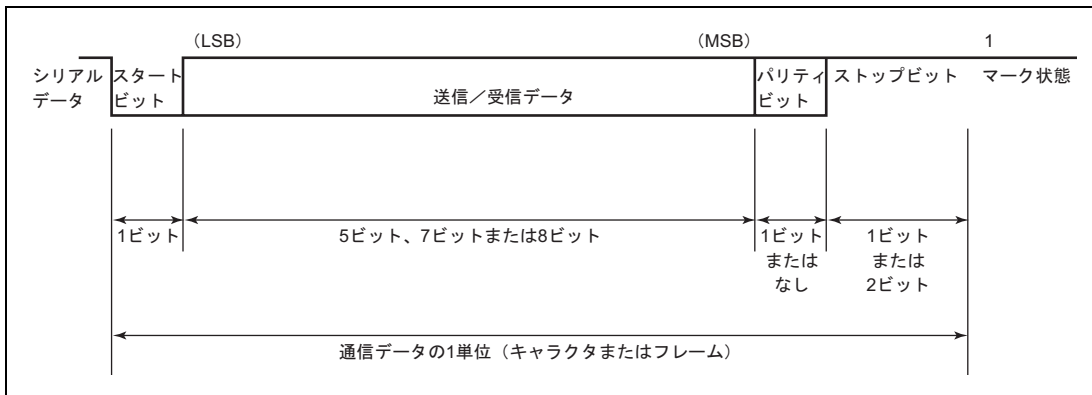 (LSB)
(MSB)
1
シリアル
データ
スタート
ビット
送信／受信データ
パリティ
ビット
ストップビット
マーク状態
1ビット
5ビット、7ビットまたは8ビット
1ビット
または
なし
1ビット
または
2ビット
通信データの1単位（キャラクタまたはフレーム）